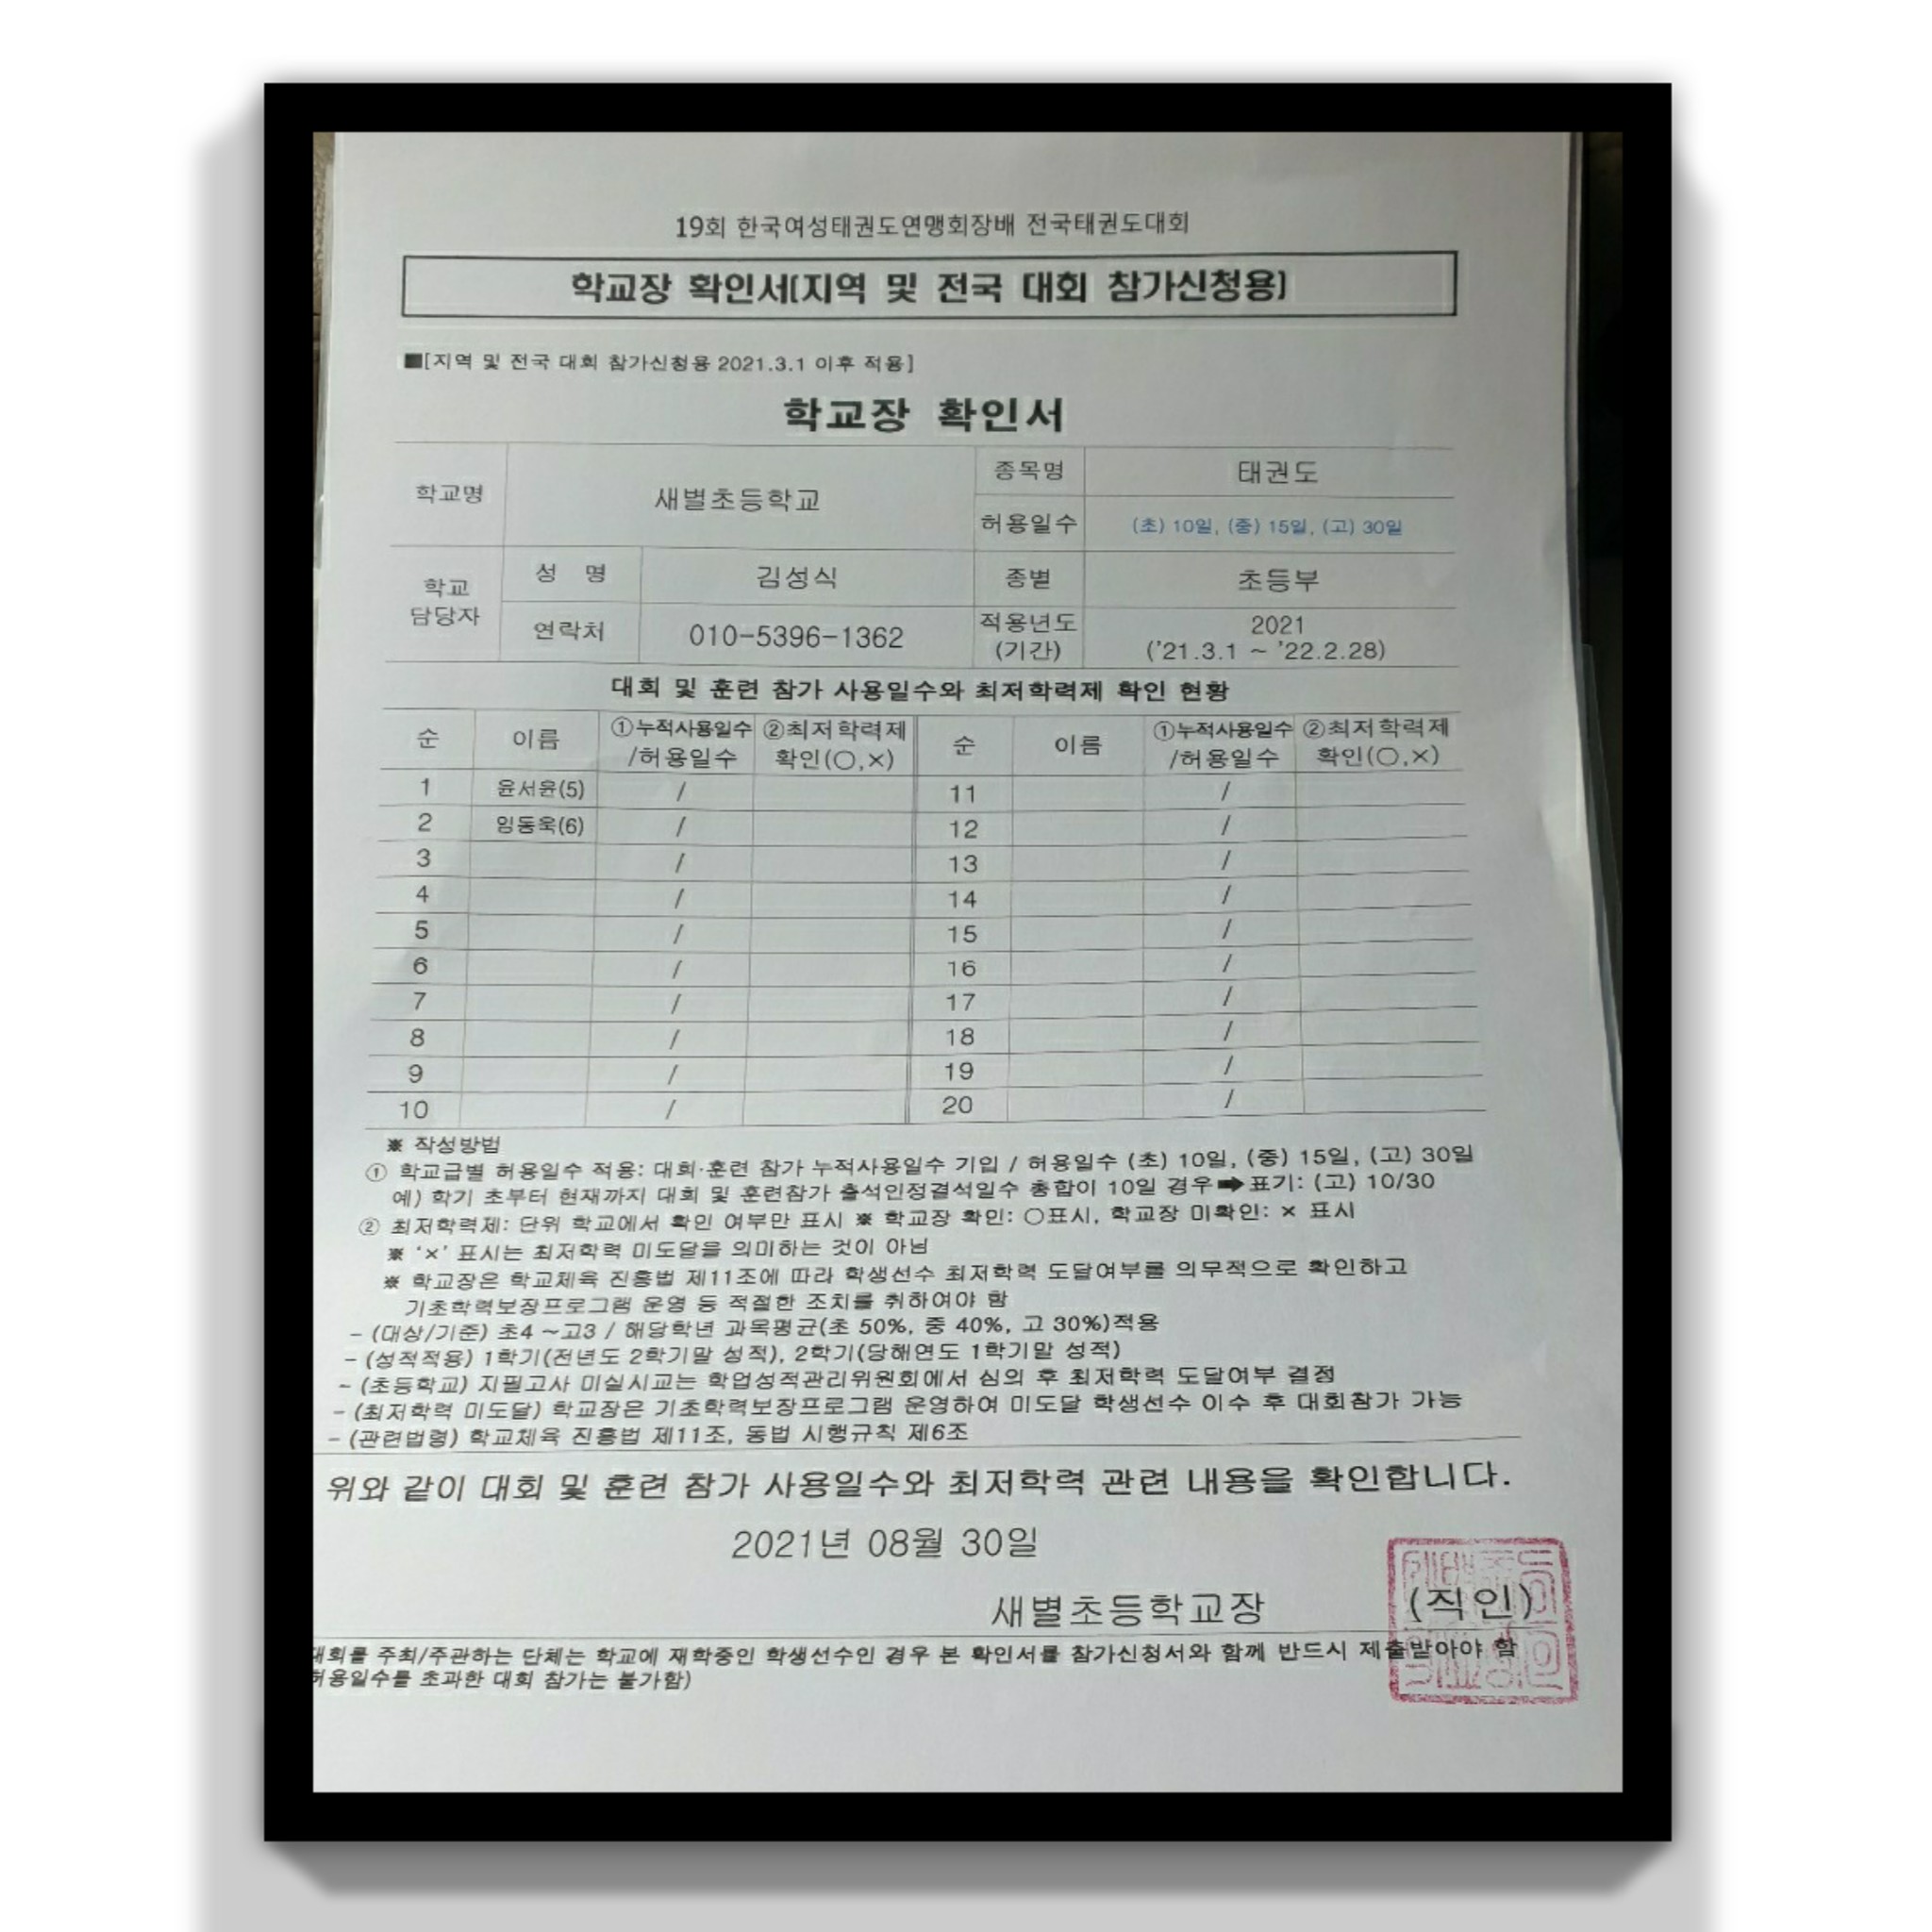 19회 한국여성태권도연맹회장배 전국태권도대회
학교장 확인서(지역 및 전국 대회 참가신청용)
■[지역 및 전국 대회 참가신청용 2021.3.1 이후 적용]
학교장 확인서
학교명 새별초등학교 종목명 태권도
허용일수 (초) 10일, (중) 15일, (고) 30일
학교 담당자 성 명 김성식 종별 초등부
연락처 010-5396-1362 적용년도 (기간) 2021 ('21.3.1 ~ '22.2.28)
대회 및 훈련 참가 사용일수와 최저학력제 확인 현황
순 이름 ①누적사용일수 /허용일수 ②최저학력제 확인(○,×) 순 이름 ①누적사용일수 /허용일수 ②최저학력제 확인(○,×)
1 윤서윤(5) / 11 /
2 임동욱(6) / 12 /
3 / 13 /
4 / 14 /
5 / 15 /
6 / 16 /
7 / 17 /
8 / 18 /
9 / 19 /
10 / 20 /
※ 작성방법
① 학교급별 허용일수 적용: 대회·훈련 참가 누적사용일수 기입 / 허용일수 (초) 10일, (중) 15일, (고) 30일
예) 학기 초부터 현재까지 대회 및 훈련참가 출석인정결석일수 총합이 10일 경우➡표기: (고) 10/30
② 최저학력제: 단위 학교에서 확인 여부만 표시 ※ 학교장 확인: ○표시, 학교장 미확인: × 표시
※ '×' 표시는 최저학력 미도달을 의미하는 것이 아님
※ 학교장은 학교체육 진흥법 제11조에 따라 학생선수 최저학력 도달여부를 의무적으로 확인하고
기초학력보장프로그램 운영 등 적절한 조치를 취하여야 함
- (대상/기준) 초4 ~고3 / 해당학년 과목평균(초 50%, 중 40%, 고 30%)적용
- (성적적용) 1학기(전년도 2학기말 성적), 2학기(당해연도 1학기말 성적)
- (초등학교) 지필고사 미실시교는 학업성적관리위원회에서 심의 후 최저학력 도달여부 결정
- (최저학력 미도달) 학교장은 기초학력보장프로그램 운영하여 미도달 학생선수 이수 후 대회참가 가능
- (관련법령) 학교체육 진흥법 제11조, 동법 시행규칙 제6조
위와 같이 대회 및 훈련 참가 사용일수와 최저학력 관련 내용을 확인합니다.
2021년 08월 30일
새별초등학교장 (직인)
대회를 주최/주관하는 단체는 학교에 재학중인 학생선수인 경우 본 확인서를 참가신청서와 함께 반드시 제출받아야 함
허용일수를 초과한 대회 참가는 불가함)